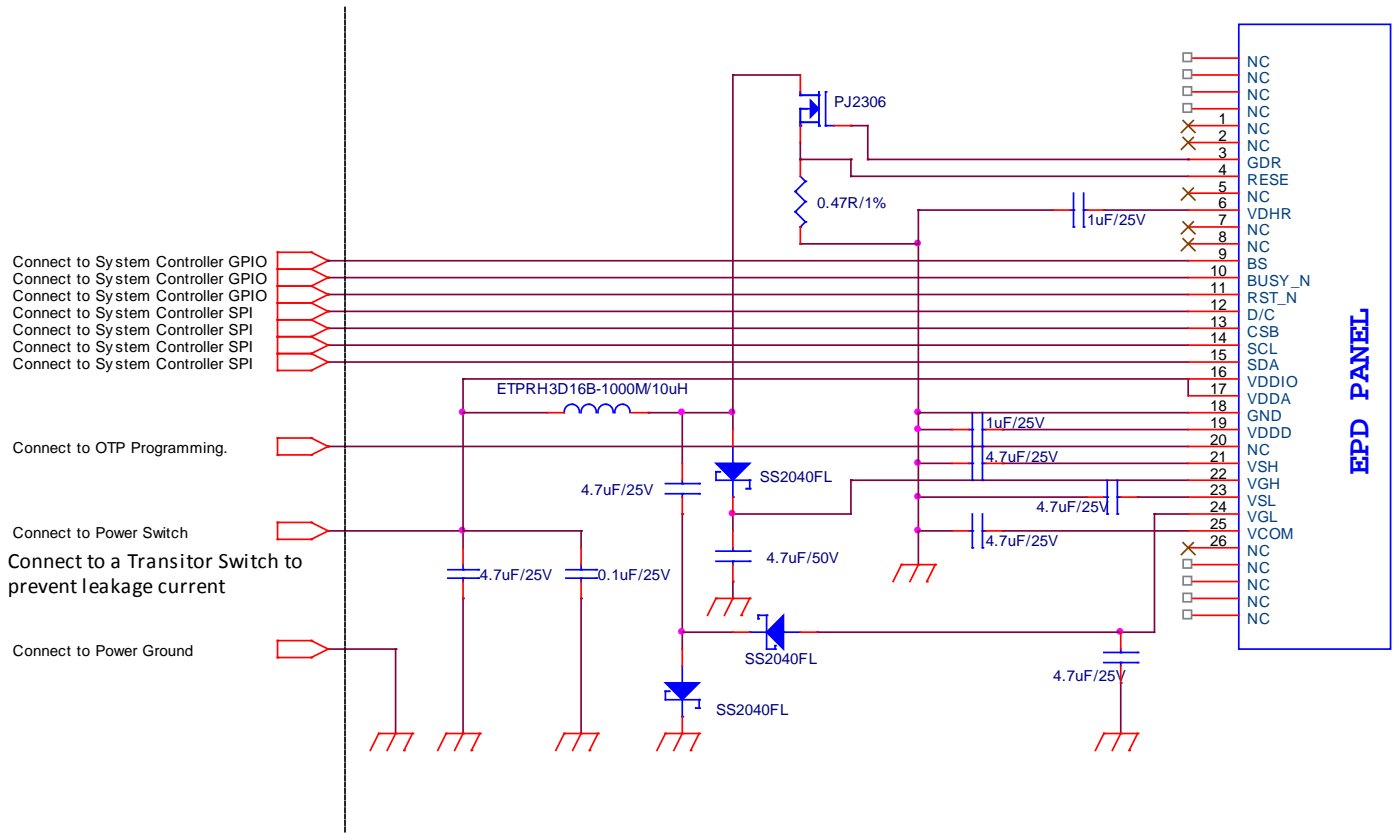 NC
NC
NC
NC
1 NC
2 NC
3 GDR
4 RESE
5 NC
6 VDHR
7 NC
8 NC
9 BS
10 BUSY_N
11 RST_N
12 D/C
13 CSB
14 SCL
15 SDA
16 VDDIO
17 VDDA
18 GND
19 VDDD
20 NC
21 VSH
22 VGH
23 VSL
24 VGL
25 VCOM
26 NC
NC
NC
NC
NC
EPD PANEL
PJ2306
0.47R/1%
1uF/25V
Connect to System Controller GPIO
Connect to System Controller GPIO
Connect to System Controller GPIO
Connect to System Controller SPI
Connect to System Controller SPI
Connect to System Controller SPI
Connect to System Controller SPI
ETPRH3D16B-1000M/10uH
1uF/25V
Connect to OTP Programming.
4.7uF/25V
SS2040FL
4.7uF/25V
4.7uF/25V
Connect to Power Switch
4.7uF/25V
4.7uF/50V
Connect to a Transitor Switch to
prevent leakage current
4.7uF/25V
0.1uF/25V
Connect to Power Ground
SS2040FL
4.7uF/25V
SS2040FL